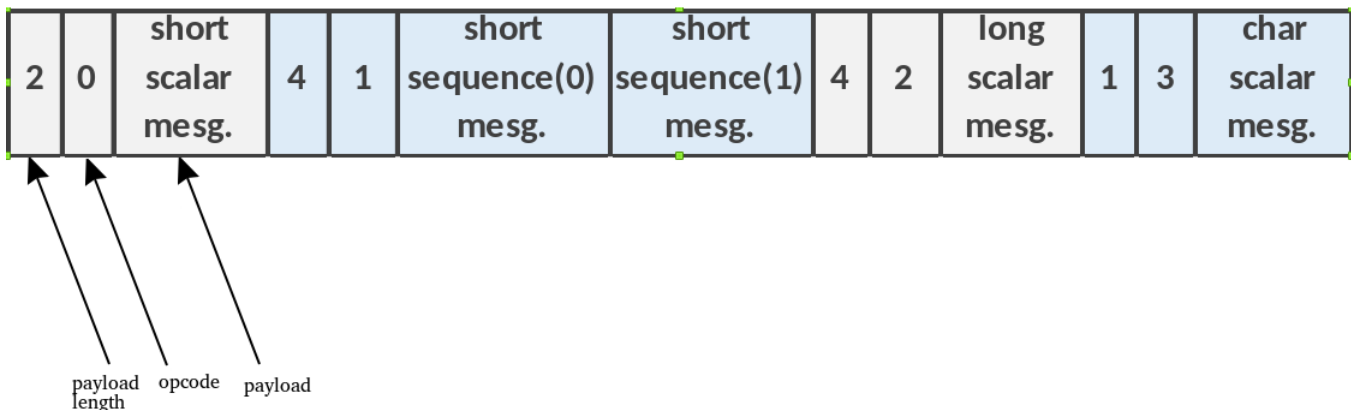 2 0 short scalar mesg. 4 1 short sequence(0) mesg. short sequence(1) mesg. 4 2 long scalar mesg. 1 3 char scalar mesg.
payload length
opcode
payload